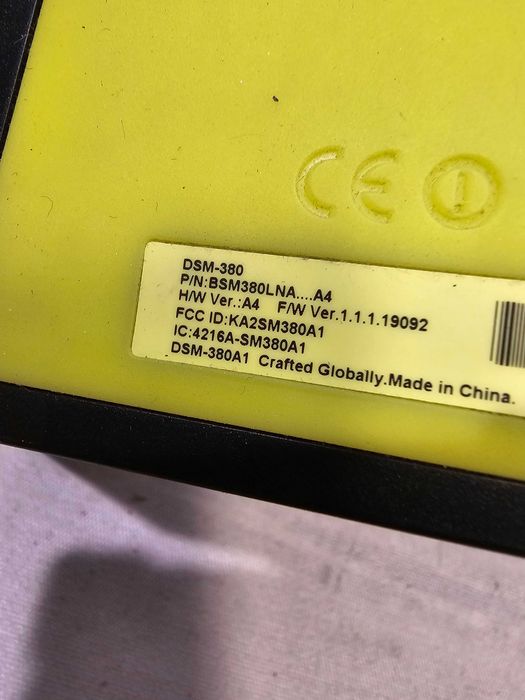 CE
DSM-380
P/N:BSM380LNA....A4
H/W Ver.:A4 F/W Ver.1.1.1.19092
FCC ID:KA2SM380A1
IC:4216A-SM380A1
DSM-380A1 Crafted Globally.Made in China.